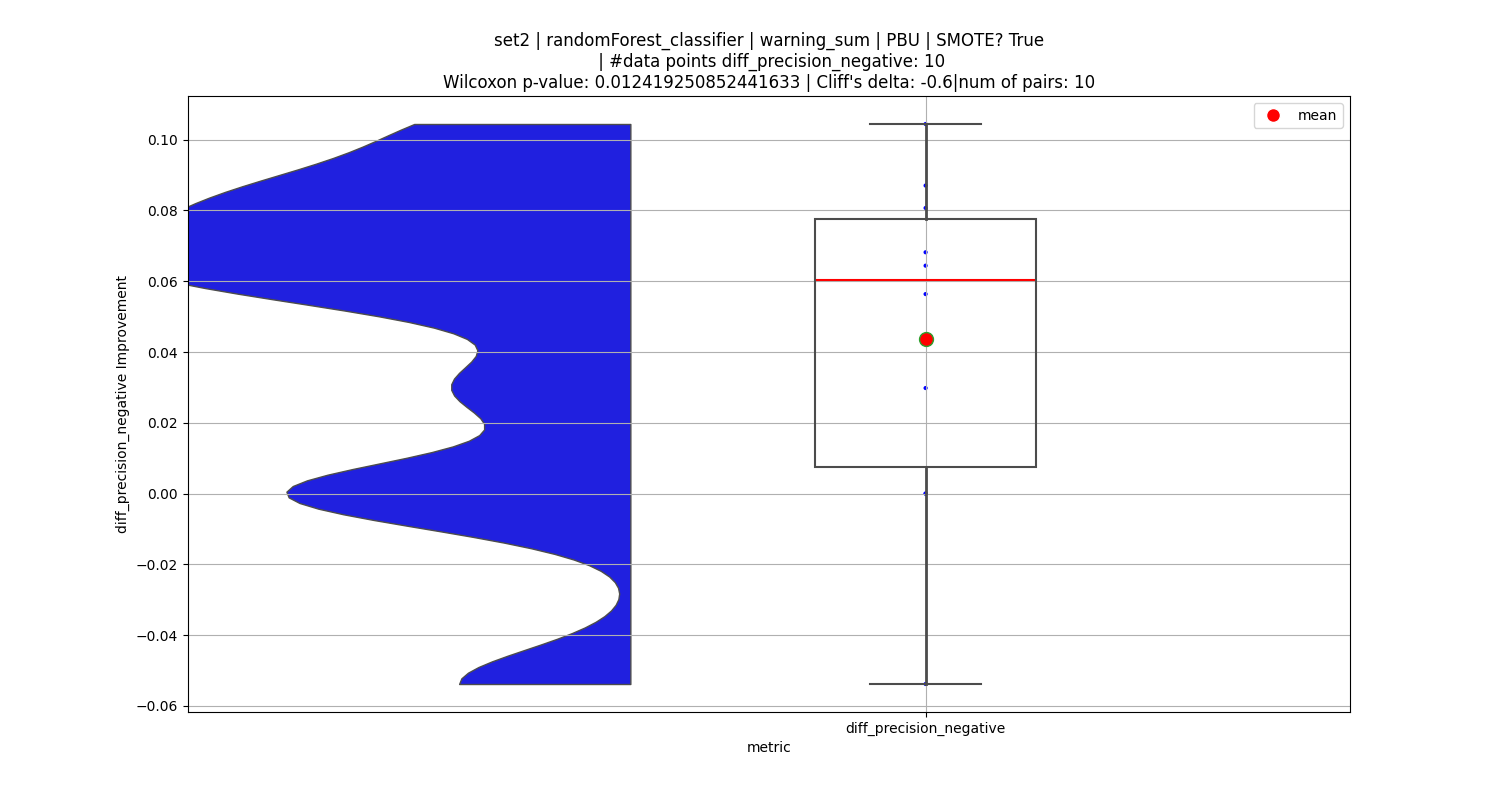 set2 | randomForest_classifier | warning_sum | PBU | SMOTE? True
| #data points diff_precision_negative: 10
Wilcoxon p-value: 0.012419250852441633 | Cliff's delta: -0.6|num of pairs: 10
mean
0.10
0.08
0.06
0.04
0.02
0.00
−0.02
−0.04
−0.06
diff_precision_negative Improvement
diff_precision_negative
metric